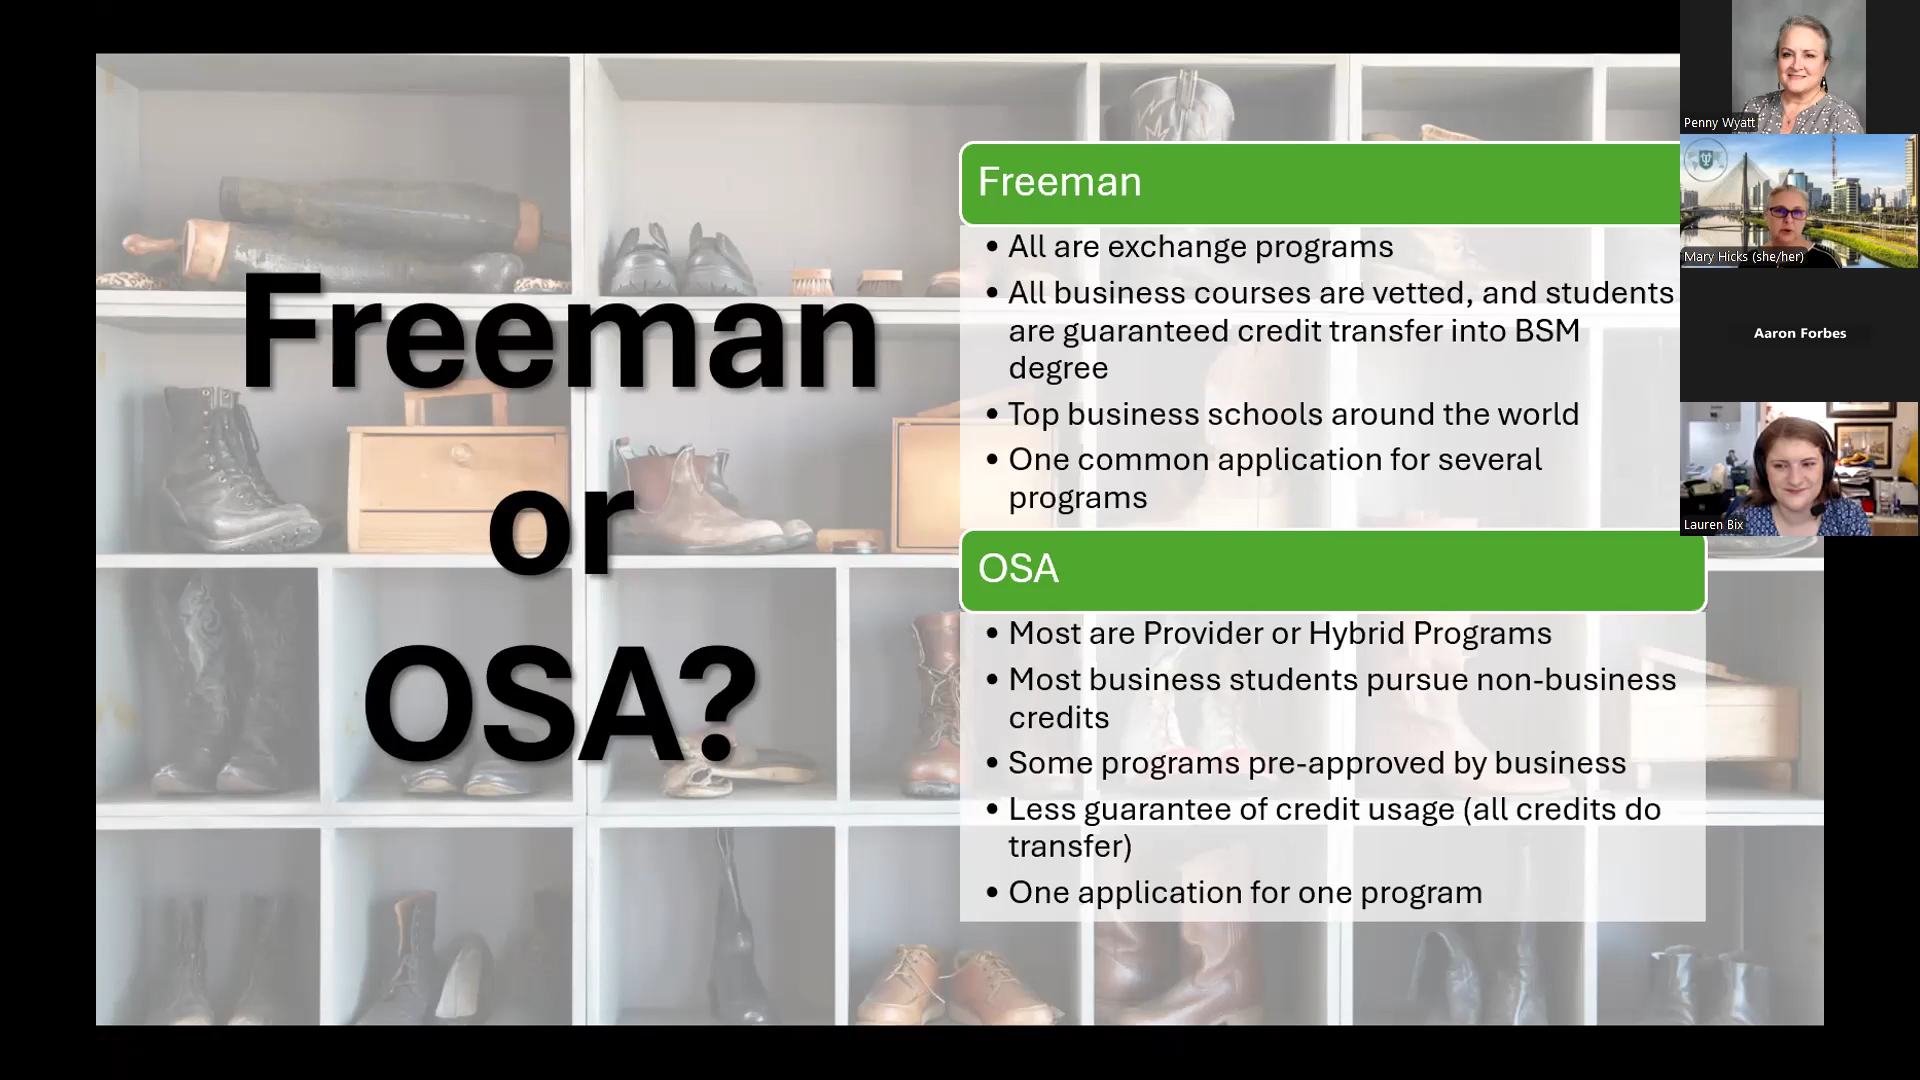 Freeman
or
OSA?
Freeman
• All are exchange programs
• All business courses are vetted, and students
are guaranteed credit transfer into BSM
degree
• Top business schools around the world
• One common application for several
programs
OSA
• Most are Provider or Hybrid Programs
• Most business students pursue non-business
credits
• Some programs pre-approved by business
• Less guarantee of credit usage (all credits do
transfer)
• One application for one program
Penny Wyatt
Mary Hicks (she/her)
Aaron Forbes
Lauren Bix